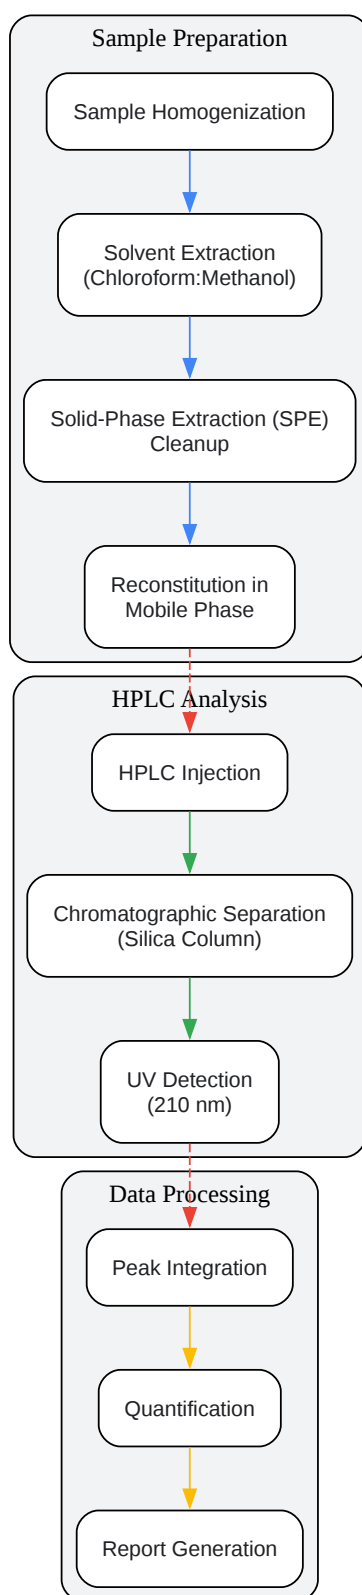 Sample Preparation
Sample Homogenization
Solvent Extraction
(Chloroform:Methanol)
Solid-Phase Extraction (SPE)
Cleanup
Reconstitution in
Mobile Phase
HPLC Analysis
HPLC Injection
Chromatographic Separation
(Silica Column)
UV Detection
(210 nm)
Data Processing
Peak Integration
Quantification
Report Generation